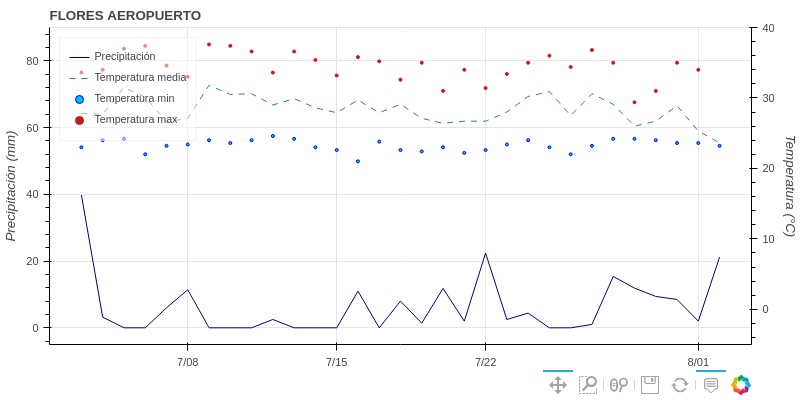 FLORES AEROPUERTO
Precipitación
Temperatura media
Temperatura min
Temperatura max
Precipitación (mm)
80
60
40
20
0
Temperatura (°C)
40
30
20
10
0
7/08
7/15
7/22
8/01